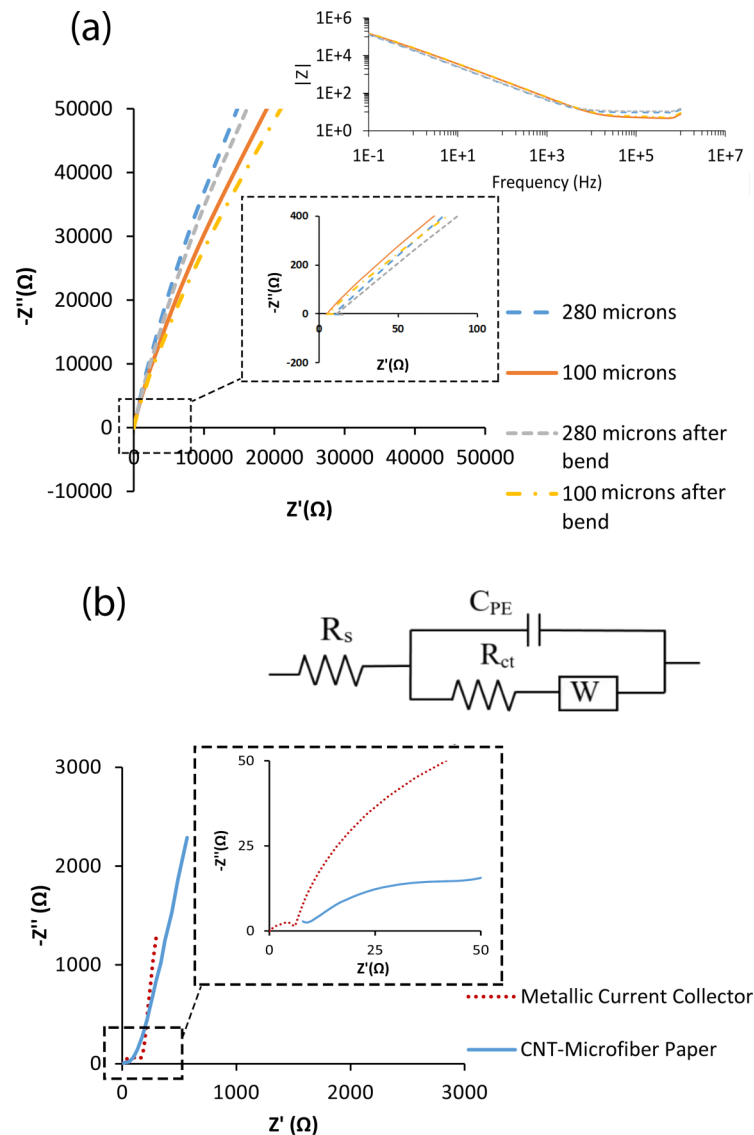 (a)
1E+6
1E+4
1E+2
1E+0
|Z|
1E-1
1E+1
1E+3
1E+5
1E+7
Frequency (Hz)
50000
40000
30000
20000
10000
0
-10000
-Z''(Ω)
0
10000
20000
30000
40000
50000
Z'(Ω)
400
200
0
-200
-Z''(Ω)
0
50
100
Z'(Ω)
280 microns
100 microns
280 microns after
bend
100 microns after
bend
(b)
C_PE
R_s
R_ct
W
3000
2000
1000
0
-Z'' (Ω)
0
1000
2000
3000
Z' (Ω)
50
25
0
-Z''(Ω)
0
25
50
Z'(Ω)
Metallic Current Collector
CNT-Microfiber Paper